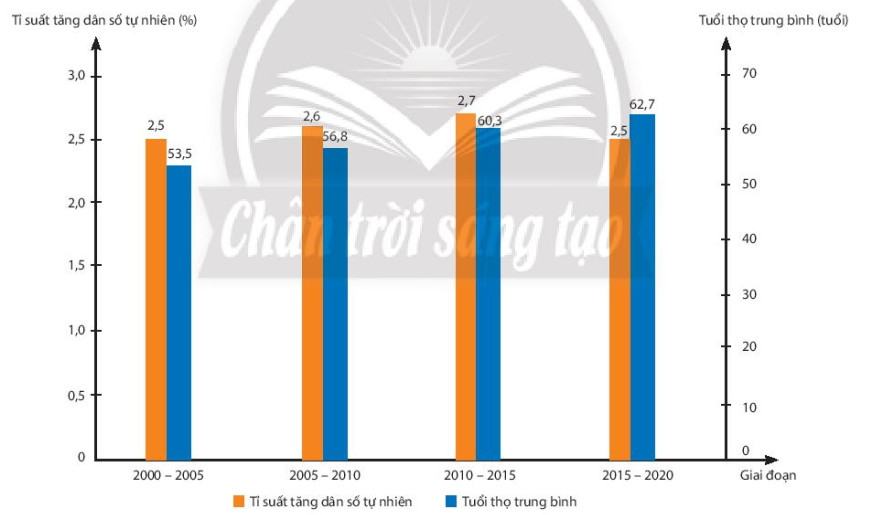 Tỉ suất tăng dân số tự nhiên (%)
Tuổi thọ trung bình (tuổi)
3,0
2,5
2,0
1,5
1,0
0,5
0
70
60
50
40
30
20
10
0
2,5
53,5
2,6
56,8
2,7
60,3
2,5
62,7
Chân trời sáng tạo
2000 – 2005
2005 – 2010
2010 – 2015
2015 – 2020
Giai đoạn
Tỉ suất tăng dân số tự nhiên
Tuổi thọ trung bình